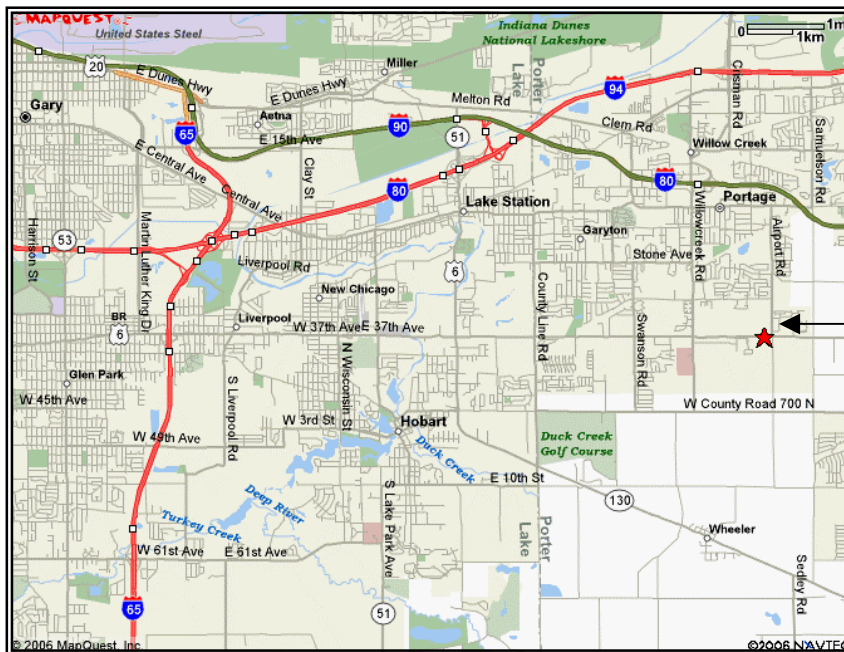 MAPQUEST
United States Steel
Indiana Dunes
National Lakeshore
0
1m
1km
20
E Dunes Hwy
E Dunes Hwy
Miller
Melton Rd
Porter
Lake
94
Crisman Rd
Samuelson Rd
Gary
65
Aetna
E 15th Ave
90
51
Clem Rd
Willow Creek
E Central Ave
Central Ave
Clay St
80
80
Portage
Lake Station
Harrison St
53
Martin Luther King Dr
Liverpool Rd
Garyton
Stone Ave
Willowcreek Rd
Airport Rd
6
New Chicago
County Line Rd
BR
6
Liverpool
W 37th Ave
E 37th Ave
Swanson Rd
Glen Park
N Wisconsin St
W 45th Ave
S Liverpool Rd
W County Road 700 N
W 3rd St
Hobart
W 49th Ave
Duck Creek
Duck Creek
Golf Course
E 10th St
S Lake Park Ave
130
Deep River
Turkey Creek
Porter
Lake
Wheeler
W 61st Ave
E 61st Ave
Sedley Rd
65
51
© 2006 MapQuest, Inc
©2006 NAVTEQ